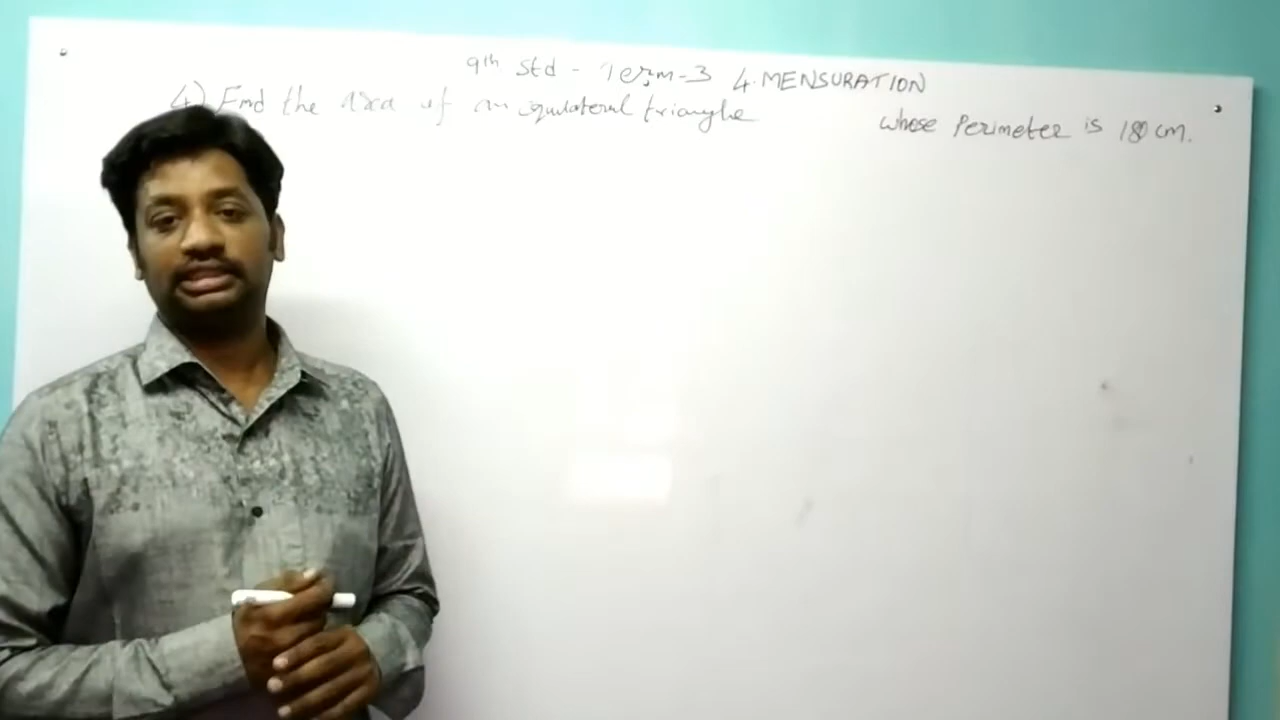 9th Std - Term-3 4. MENSURATION
4) Find the area of an equilateral triangle whose Perimeter is 180 cm.